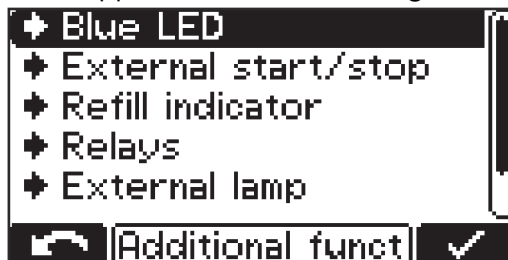 Blue LED
External start/stop
Refill indicator
Relays
External lamp
Additional funct